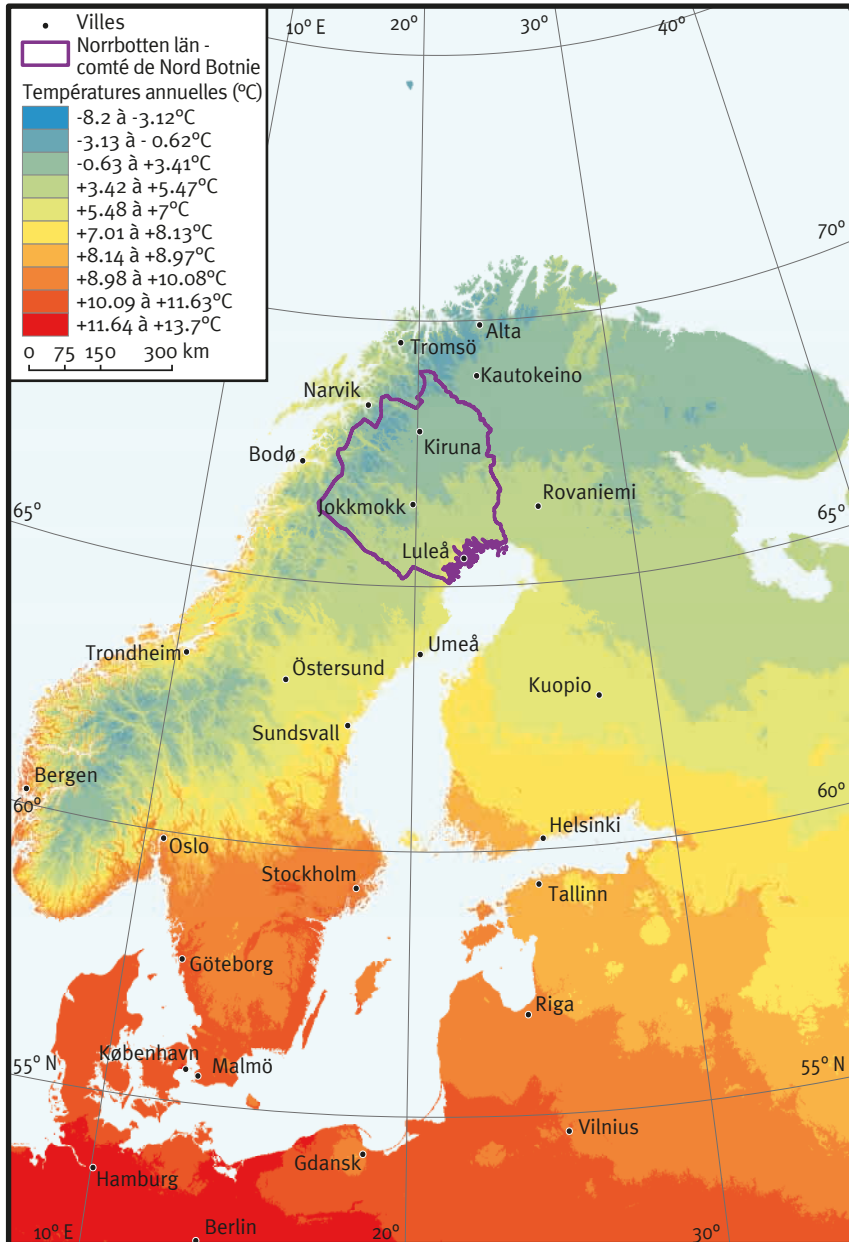 10° E
20°
30°
40°
Villes
Norrbotten län -
comté de Nord Botnie
Températures annuelles (°C)
-8.2 à -3.12°C
-3.13 à - 0.62°C
-0.63 à +3.41°C
+3.42 à +5.47°C
+5.48 à +7°C
+7.01 à +8.13°C
+8.14 à +8.97°C
+8.98 à +10.08°C
+10.09 à +11.63°C
+11.64 à +13.7°C
0 75 150 300 km
70°
Alta
Tromsö
Kautokeino
Narvik
Kiruna
Bodø
Jokkmokk
Rovaniemi
65°
65°
Luleå
Umeå
Trondheim
Östersund
Kuopio
Sundsvall
Bergen
60°
60°
Helsinki
Oslo
Stockholm
Tallinn
Göteborg
Riga
København
Malmö
55° N
55° N
Vilnius
Gdansk
Hamburg
10° E
Berlin
20°
30°